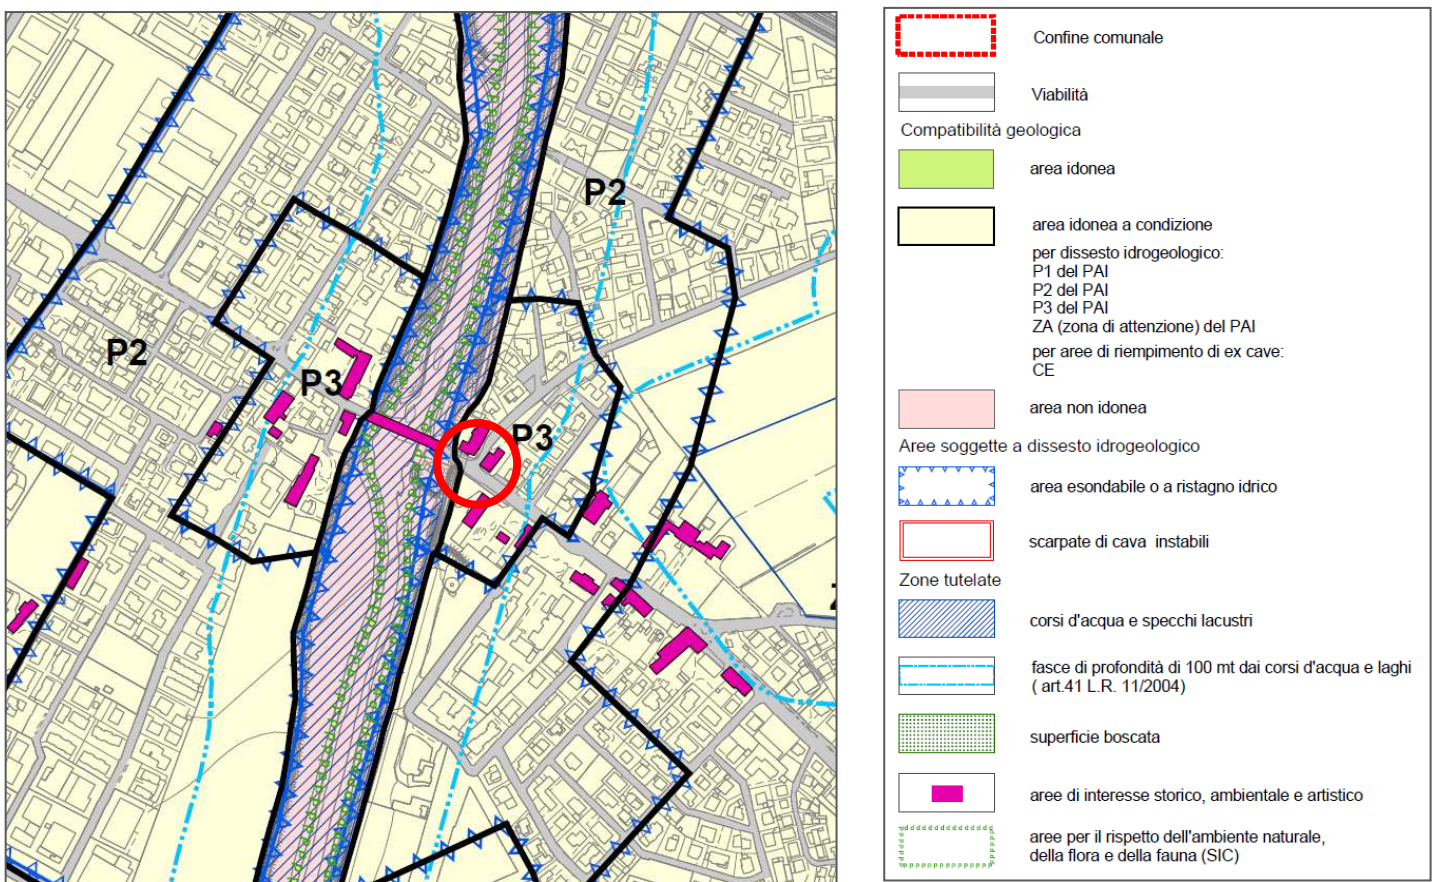 P2
P2
P3
P3
Confine comunale
Viabilità
Compatibilità geologica
area idonea
area idonea a condizione
per dissesto idrogeologico:
P1 del PAI
P2 del PAI
P3 del PAI
ZA (zona di attenzione) del PAI
per aree di riempimento di ex cave:
CE
area non idonea
Aree soggette a dissesto idrogeologico
area esondabile o a ristagno idrico
scarpate di cava instabili
Zone tutelate
corsi d'acqua e specchi lacustri
fasce di profondità di 100 mt dai corsi d'acqua e laghi
( art.41 L.R. 11/2004)
superficie boscata
aree di interesse storico, ambientale e artistico
aree per il rispetto dell'ambiente naturale,
della flora e della fauna (SIC)